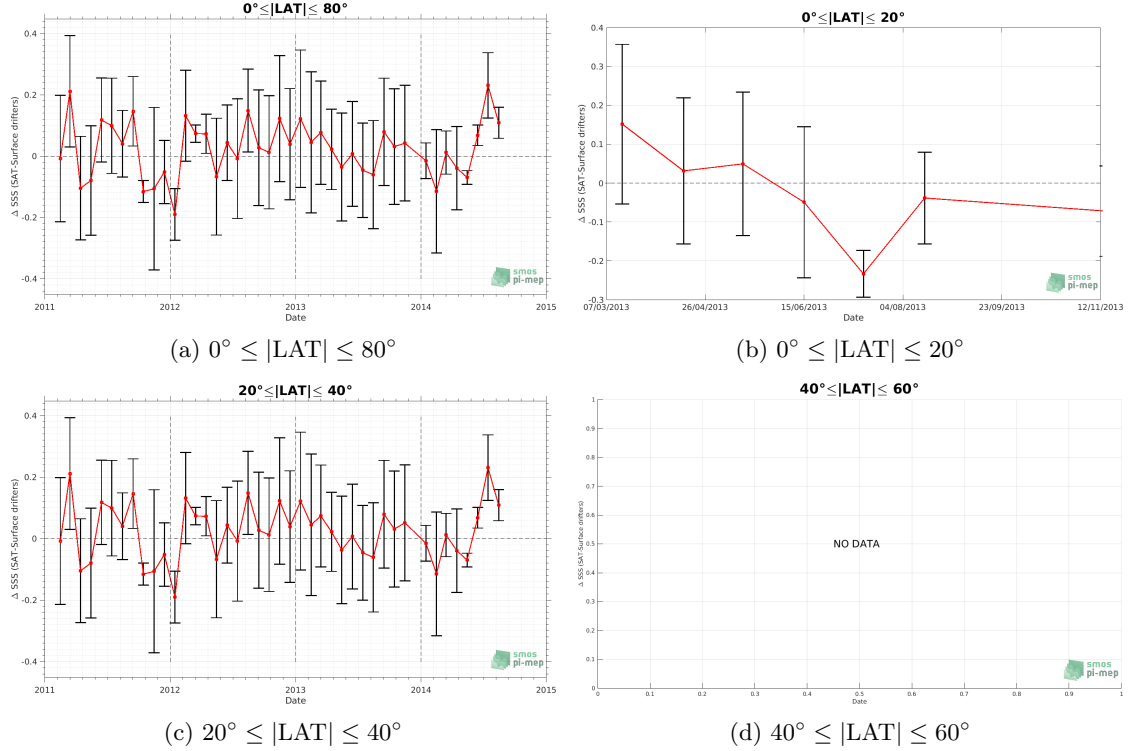 0°≤|LAT|≤ 80°
Δ SSS (SAT-Surface drifters)
0.4
0.2
0
-0.2
-0.4
2011
2012
2013
2014
2015
Date
smos
pi-mep
(a) 0° ≤ |LAT| ≤ 80°
0°≤|LAT|≤ 20°
Δ SSS (SAT-Surface drifters)
0.4
0.3
0.2
0.1
0
-0.1
-0.2
-0.3
07/03/2013
26/04/2013
15/06/2013
04/08/2013
23/09/2013
12/11/2013
Date
smos
pi-mep
(b) 0° ≤ |LAT| ≤ 20°
20°≤|LAT|≤ 40°
Δ SSS (SAT-Surface drifters)
0.4
0.2
0
-0.2
-0.4
2011
2012
2013
2014
2015
Date
smos
pi-mep
(c) 20° ≤ |LAT| ≤ 40°
40°≤|LAT|≤ 60°
Δ SSS (SAT-Surface drifters)
1
0.9
0.8
0.7
0.6
0.5
0.4
0.3
0.2
0.1
0
NO DATA
0
0.1
0.2
0.3
0.4
0.5
0.6
0.7
0.8
0.9
1
Date
smos
pi-mep
(d) 40° ≤ |LAT| ≤ 60°